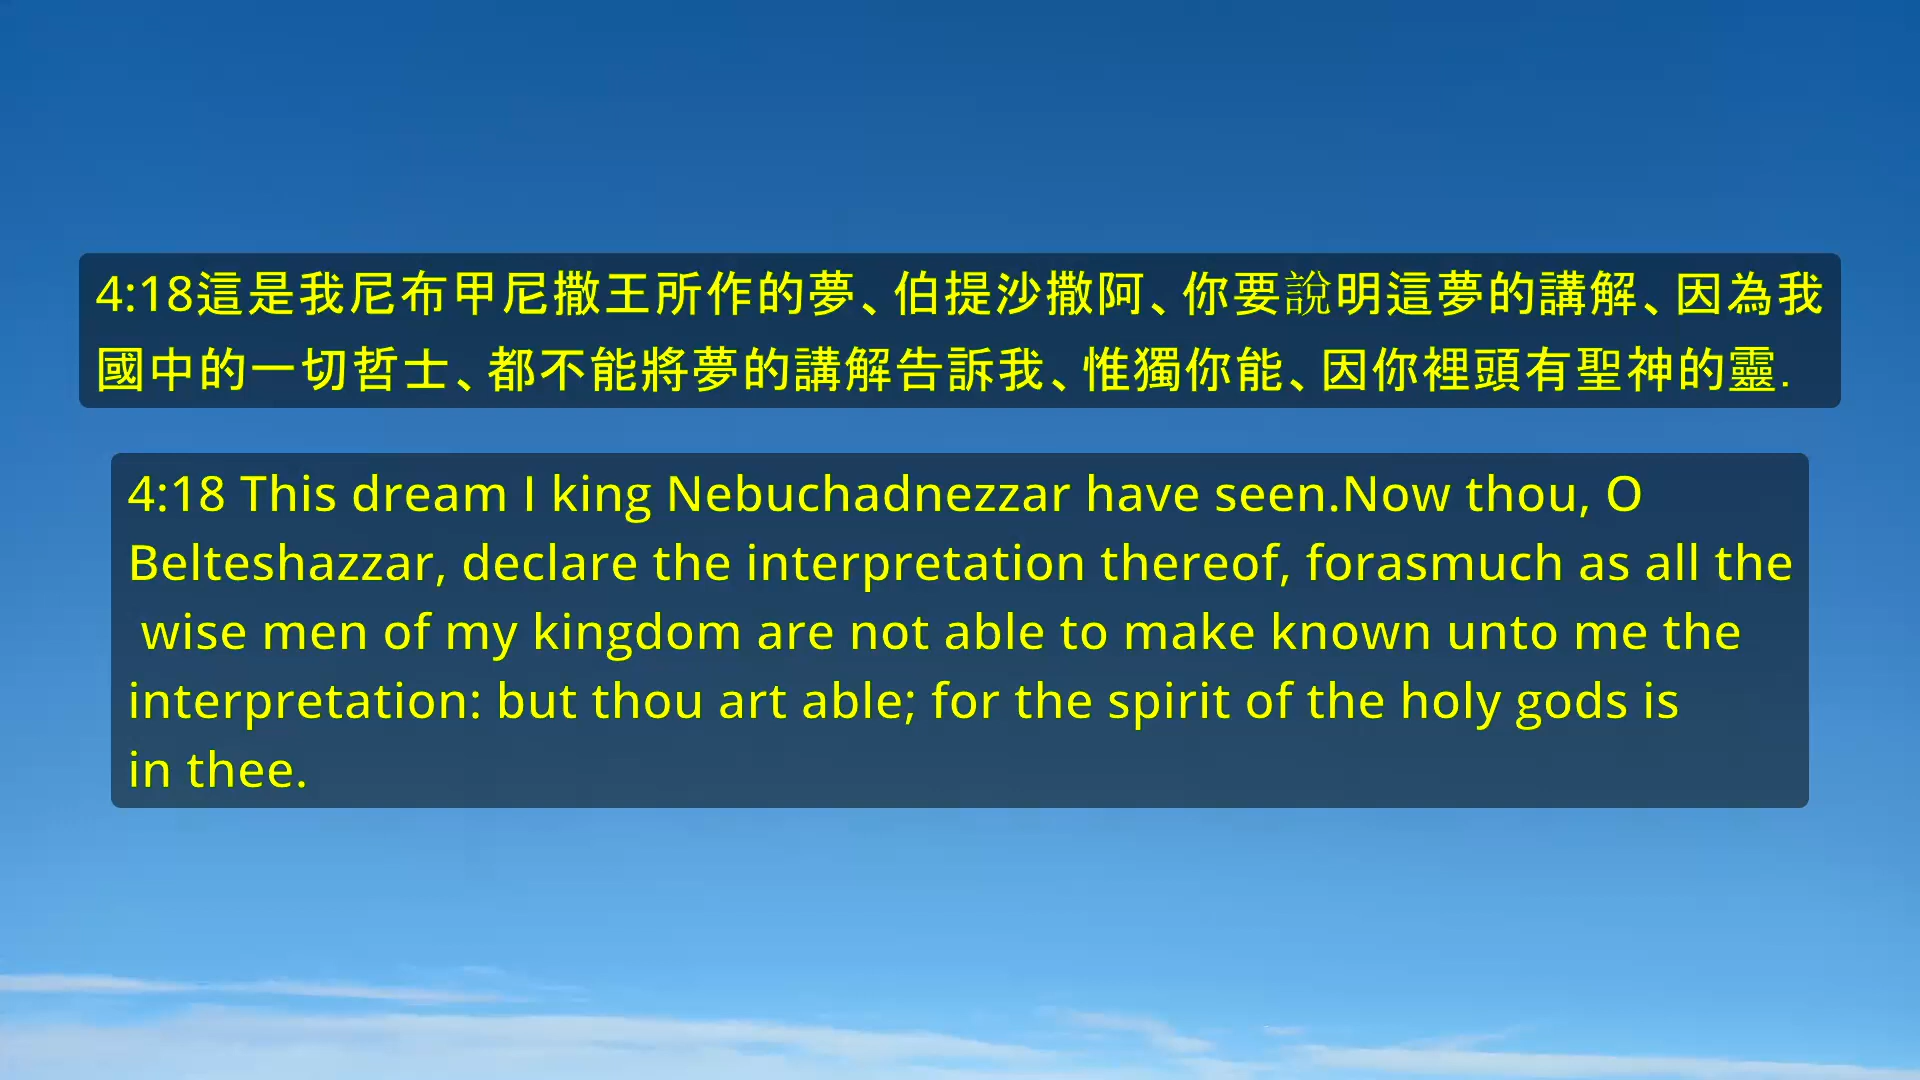 4:18這是我尼布甲尼撒王所作的夢、伯提沙撒阿、你要說明這夢的講解、因為我
國中的一切哲士、都不能將夢的講解告訴我、惟獨你能、因你裡頭有聖神的靈.
4:18 This dream I king Nebuchadnezzar have seen.Now thou, O
Belteshazzar, declare the interpretation thereof, forasmuch as all the
wise men of my kingdom are not able to make known unto me the
interpretation: but thou art able; for the spirit of the holy gods is
in thee.